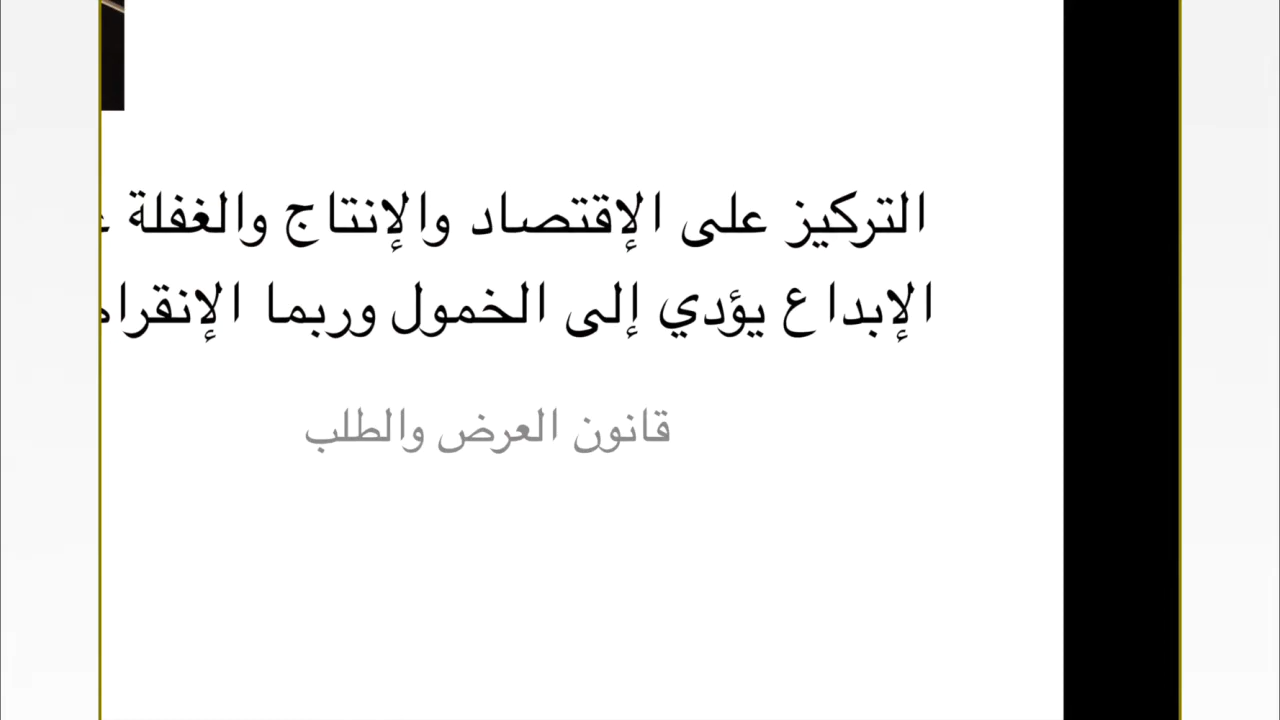 التركيز على الإقتصاد والإنتاج والغفلة
الإبداع يؤدي إلى الخمول وربما
قانون العرض والطلب